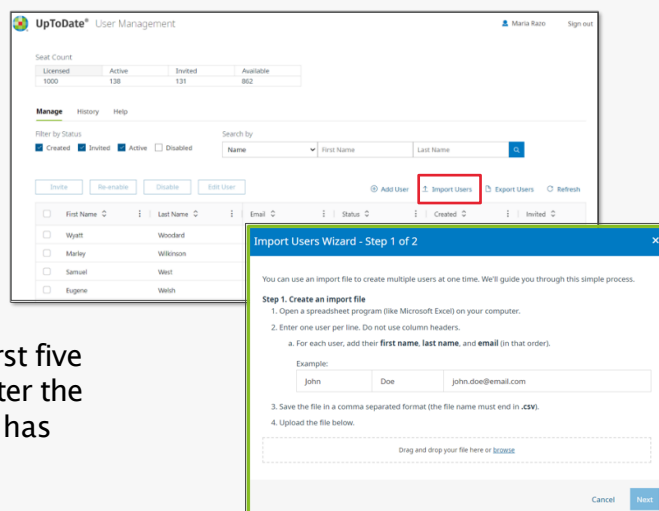 UpToDate® User Management
Maria Razo Sign out
Seat Count
Licensed Active Invited Available
1000 138 131 862
Manage History Help
Filter by Status Search by
Created Invited Active Disabled Name First Name Last Name
Invite Re-enable Disable Edit User Add User Import Users Export Users Refresh
First Name Last Name Email Status Created Invited
Wyatt Woodard
Marley Wilkinson
Samuel West
Eugene Welsh
Import Users Wizard - Step 1 of 2
You can use an import file to create multiple users at one time. We'll guide you through this simple process.
Step 1. Create an import file
1. Open a spreadsheet program (like Microsoft Excel) on your computer.
2. Enter one user per line. Do not use column headers.
a. For each user, add their first name, last name, and email (in that order).
Example:
John Doe john.doe@email.com
3. Save the file in a comma separated format (the file name must end in .csv).
4. Upload the file below.
Drag and drop your file here or browse
Cancel Next
rst five
ter the
has